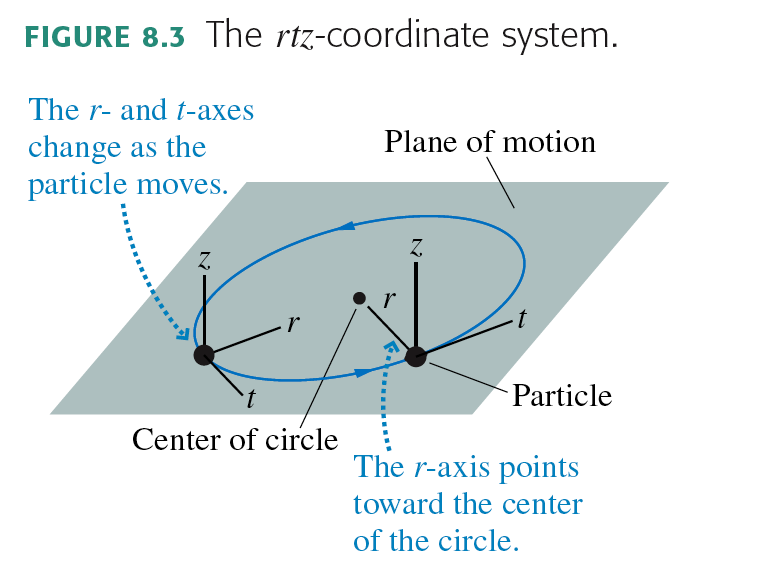 FIGURE 8.3 The rtz-coordinate system.
The r- and t-axes
change as the
particle moves.
Plane of motion
z
z
r
r
t
t
Particle
Center of circle
The r-axis points
toward the center
of the circle.